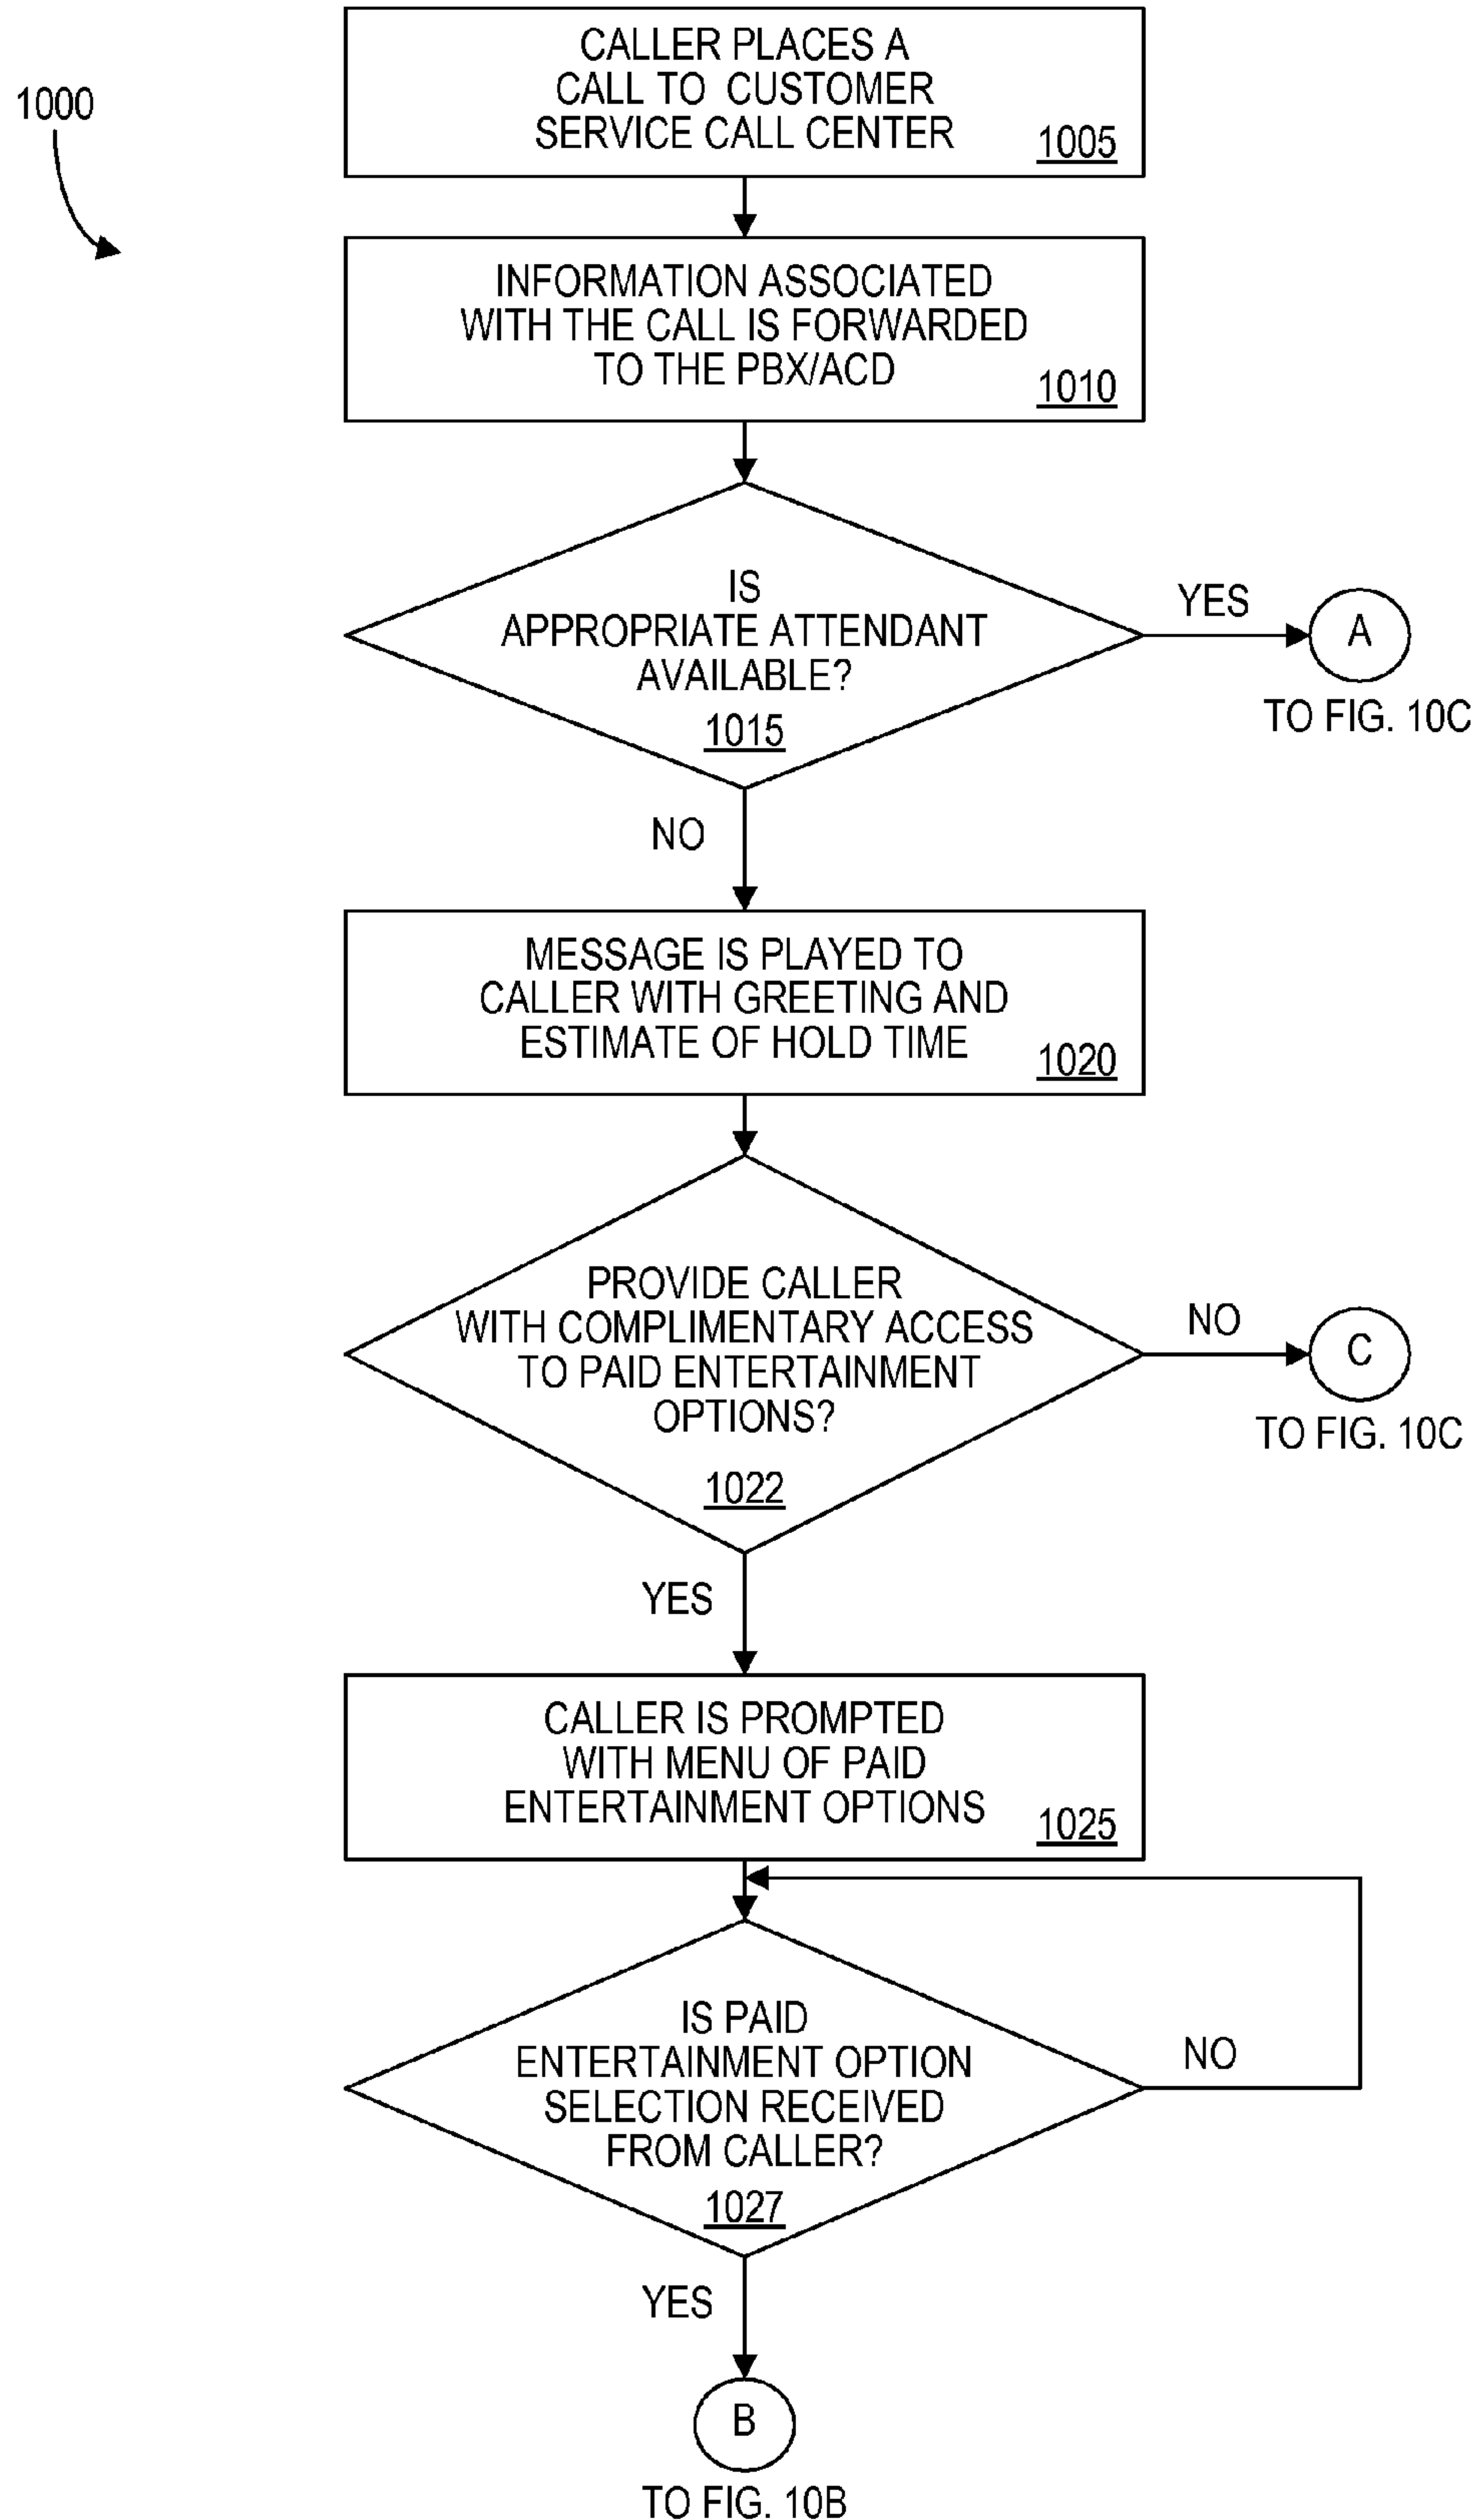 1000
CALLER PLACES A
CALL TO CUSTOMER
SERVICE CALL CENTER
1005
INFORMATION ASSOCIATED
WITH THE CALL IS FORWARDED
TO THE PBX/ACD
1010
IS
APPROPRIATE ATTENDANT
AVAILABLE?
1015
YES
A
TO FIG. 10C
NO
MESSAGE IS PLAYED TO
CALLER WITH GREETING AND
ESTIMATE OF HOLD TIME
1020
PROVIDE CALLER
WITH COMPLIMENTARY ACCESS
TO PAID ENTERTAINMENT
OPTIONS?
1022
NO
C
TO FIG. 10C
YES
CALLER IS PROMPTED
WITH MENU OF PAID
ENTERTAINMENT OPTIONS
1025
IS PAID
ENTERTAINMENT OPTION
SELECTION RECEIVED
FROM CALLER?
1027
NO
YES
B
TO FIG. 10B